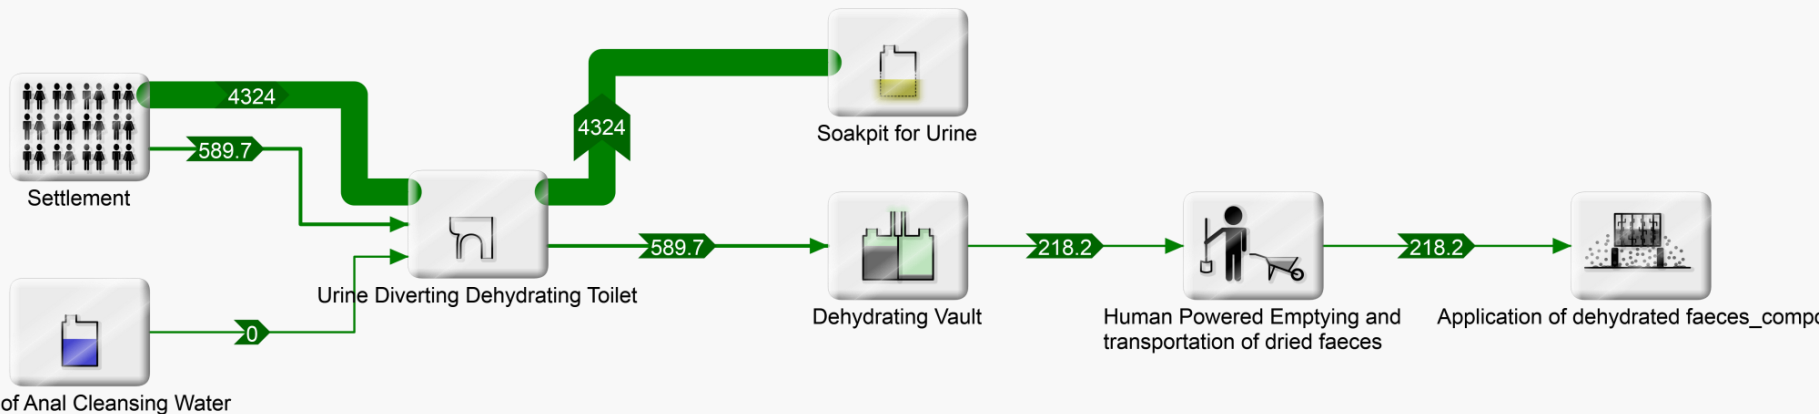 4324
589.7
Settlement
0
of Anal Cleansing Water
Urine Diverting Dehydrating Toilet
4324
589.7
Soakpit for Urine
Dehydrating Vault
218.2
Human Powered Emptying and
transportation of dried faeces
218.2
Application of dehydrated faeces_compo